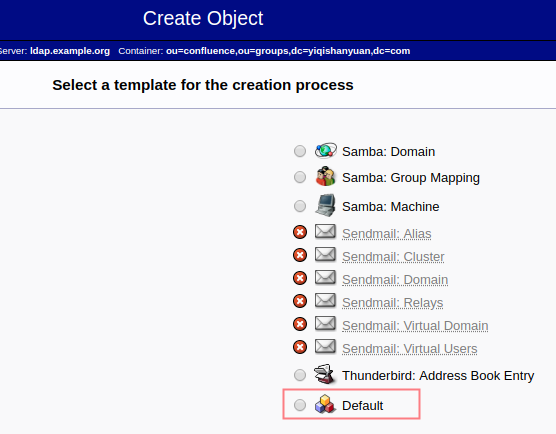 Create Object
Server: ldap.example.org Container: ou=confluence,ou=groups,dc=yiqishanyuan,dc=com
Select a template for the creation process
Samba: Domain
Samba: Group Mapping
Samba: Machine
Sendmail: Alias
Sendmail: Cluster
Sendmail: Domain
Sendmail: Relays
Sendmail: Virtual Domain
Sendmail: Virtual Users
Thunderbird: Address Book Entry
Default